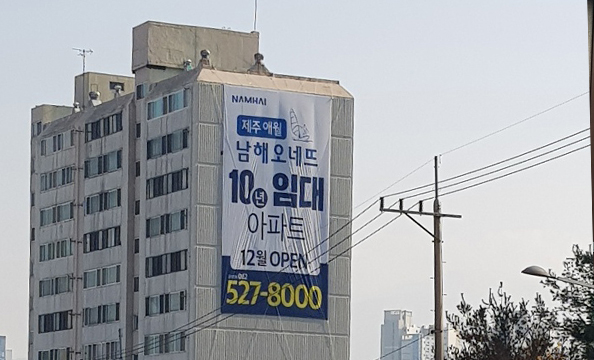 NAMHAI
제주 애월
남해오네뜨
10년 임대
아파트
12월 OPEN
527-8000